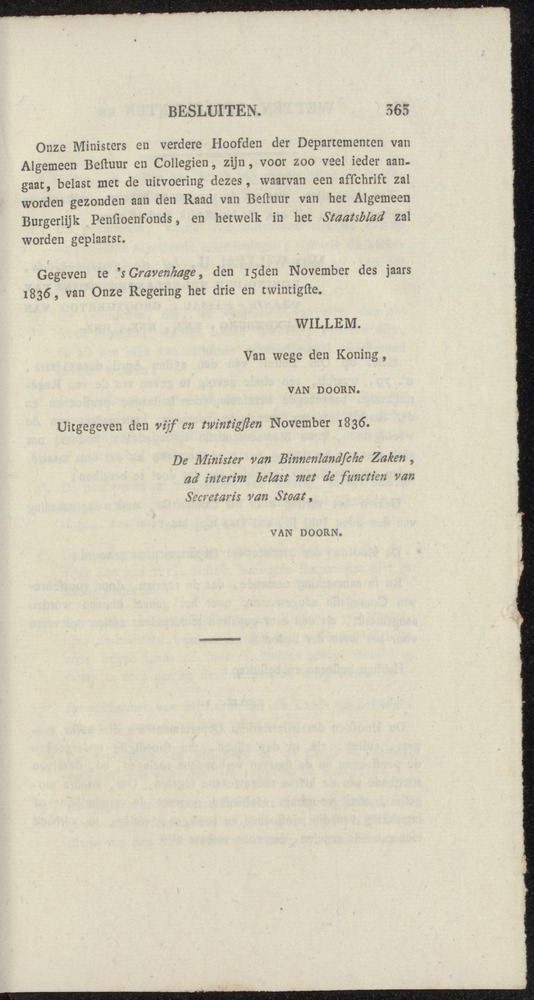 BESLUITEN. 363
Onze Ministers en verdere Hoofden der Departementen van
Algemeen Beſtuur en Collegien, zijn, voor zoo veel ieder aan-
gaat, belast met de uitvoering dezes, waarvan een affchrift zal
worden gezonden aan den Raad van Beſtuur van het Algemeen
Burgerlijk Penſioenfonds, en hetwelk in het Staatsblad zal
worden geplaatst.
Gegeven te 's Gravenhage, den 15den November des jaars
1836, van Onze Regering het drie en twintigſte.
WILLEM.
Van wege den Koning,
VAN DOORN.
Uitgegeven den vijf en twintigſten November 1836.
De Minister van Binnenlandſche Zaken,
ad interim belast met de functien van
Secretaris van Stoat,
VAN DOORN.